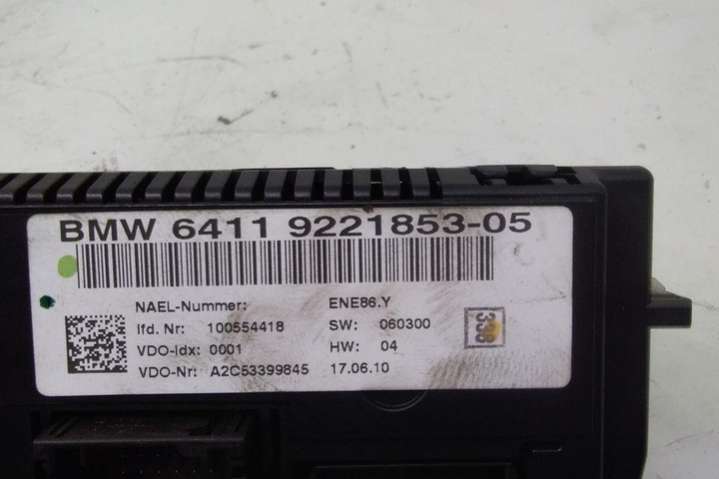 BMW 6411 9221853-05
NAEL-Nummer: ENE86.Y
lfd. Nr: 100554418 SW: 060300
VDO-Idx: 0001 HW: 04
VDO-Nr: A2C53399845 17.06.10